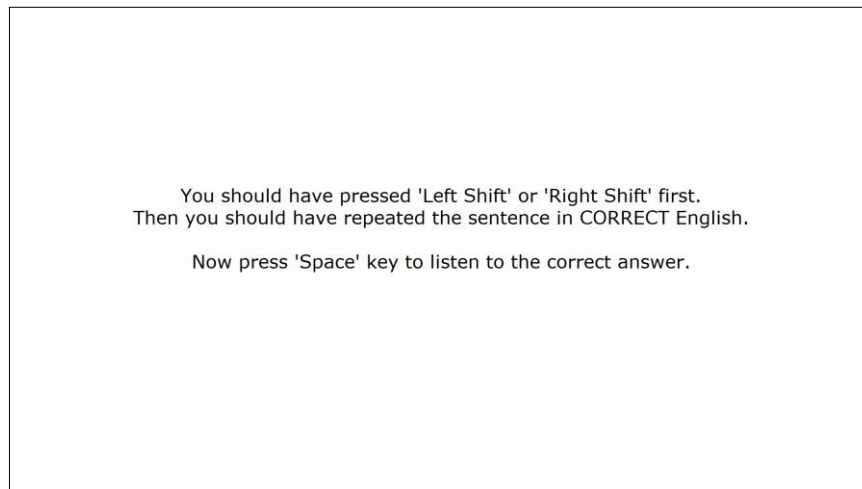 You should have pressed 'Left Shift' or 'Right Shift' first.
Then you should have repeated the sentence in CORRECT English.
Now press 'Space' key to listen to the correct answer.